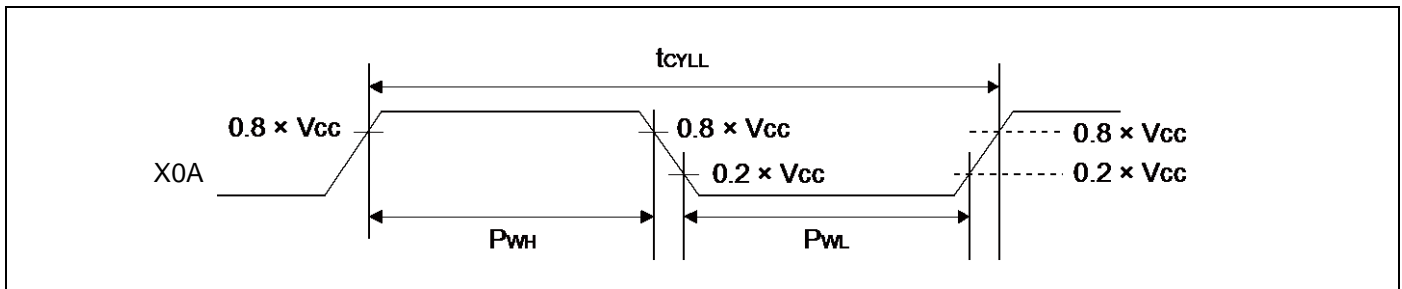 tCYLL
0.8 × Vcc
0.8 × Vcc
0.8 × Vcc
X0A
0.2 × Vcc
0.2 × Vcc
PWH
PWL